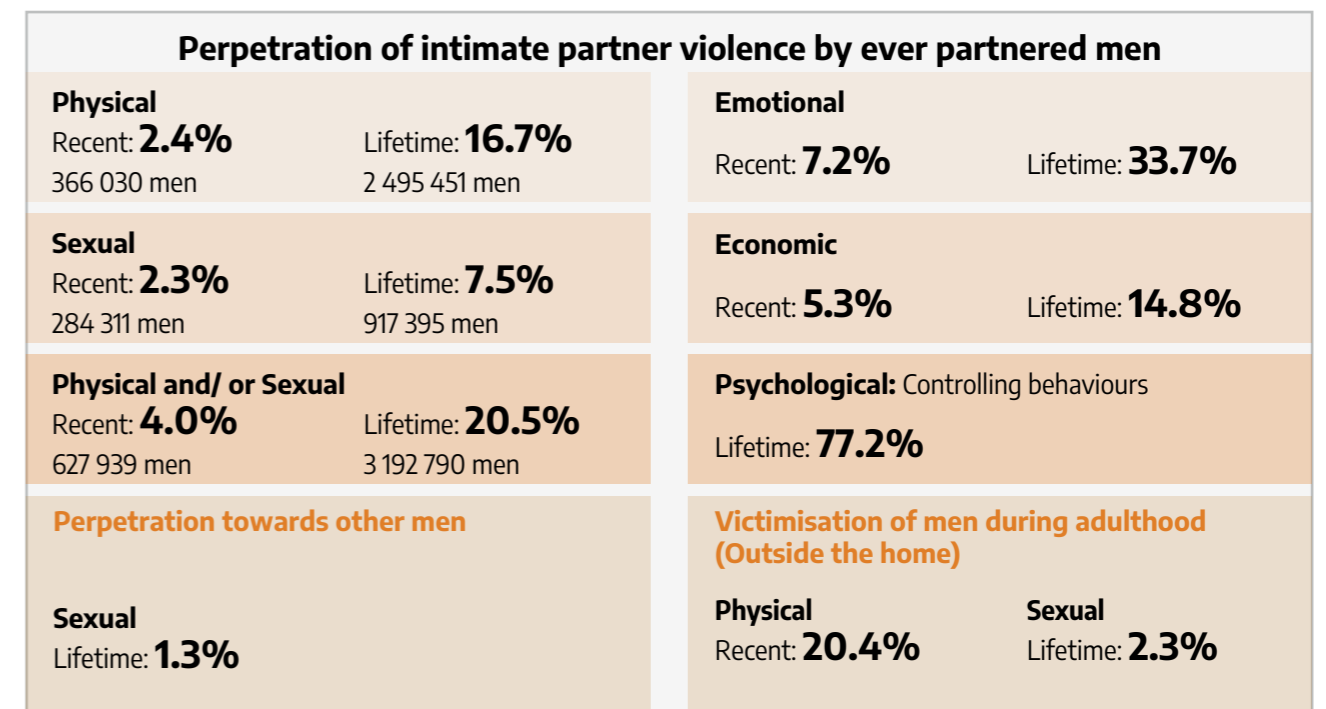 Perpetration of intimate partner violence by ever partnered men
Physical
Recent: 2.4% Lifetime: 16.7%
366 030 men 2 495 451 men
Emotional
Recent: 7.2% Lifetime: 33.7%
Sexual
Recent: 2.3% Lifetime: 7.5%
284 311 men 917 395 men
Economic
Recent: 5.3% Lifetime: 14.8%
Physical and/ or Sexual
Recent: 4.0% Lifetime: 20.5%
627 939 men 3 192 790 men
Psychological: Controlling behaviours
Lifetime: 77.2%
Perpetration towards other men
Sexual
Lifetime: 1.3%
Victimisation of men during adulthood
(Outside the home)
Physical Sexual
Recent: 20.4% Lifetime: 2.3%